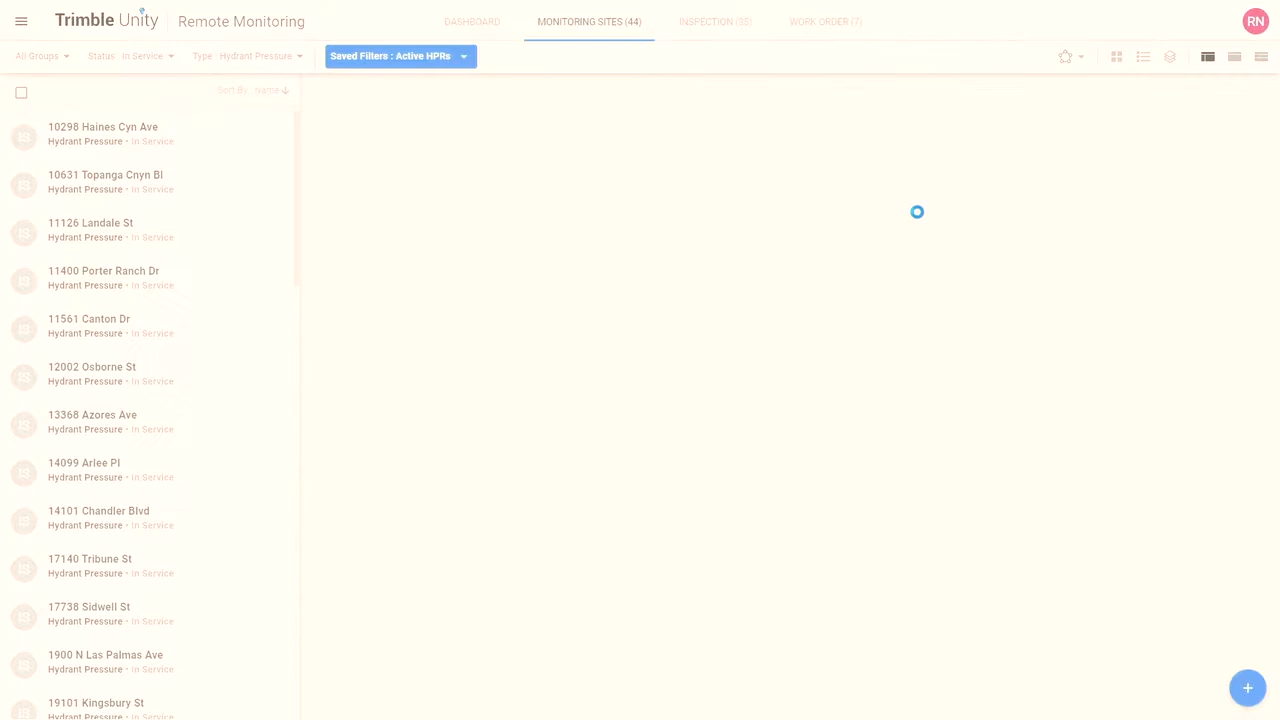 Trimble Unity Remote Monitoring DASHBOARD MONITORING SITES (44) INSPECTION (35) WORK ORDER (7) RN
All Groups Status In Service Type Hydrant Pressure Saved Filters : Active HPRs
Sort By Name
10298 Haines Cyn Ave
Hydrant Pressure • In Service
10631 Topanga Cnyn Bl
Hydrant Pressure • In Service
11126 Landale St
Hydrant Pressure • In Service
11400 Porter Ranch Dr
Hydrant Pressure • In Service
11561 Canton Dr
Hydrant Pressure • In Service
12002 Osborne St
Hydrant Pressure • In Service
13368 Azores Ave
Hydrant Pressure • In Service
14099 Arlee Pl
Hydrant Pressure • In Service
14101 Chandler Blvd
Hydrant Pressure • In Service
17140 Tribune St
Hydrant Pressure • In Service
17738 Sidwell St
Hydrant Pressure • In Service
1900 N Las Palmas Ave
Hydrant Pressure • In Service
19101 Kingsbury St
Hydrant Pressure • In Service